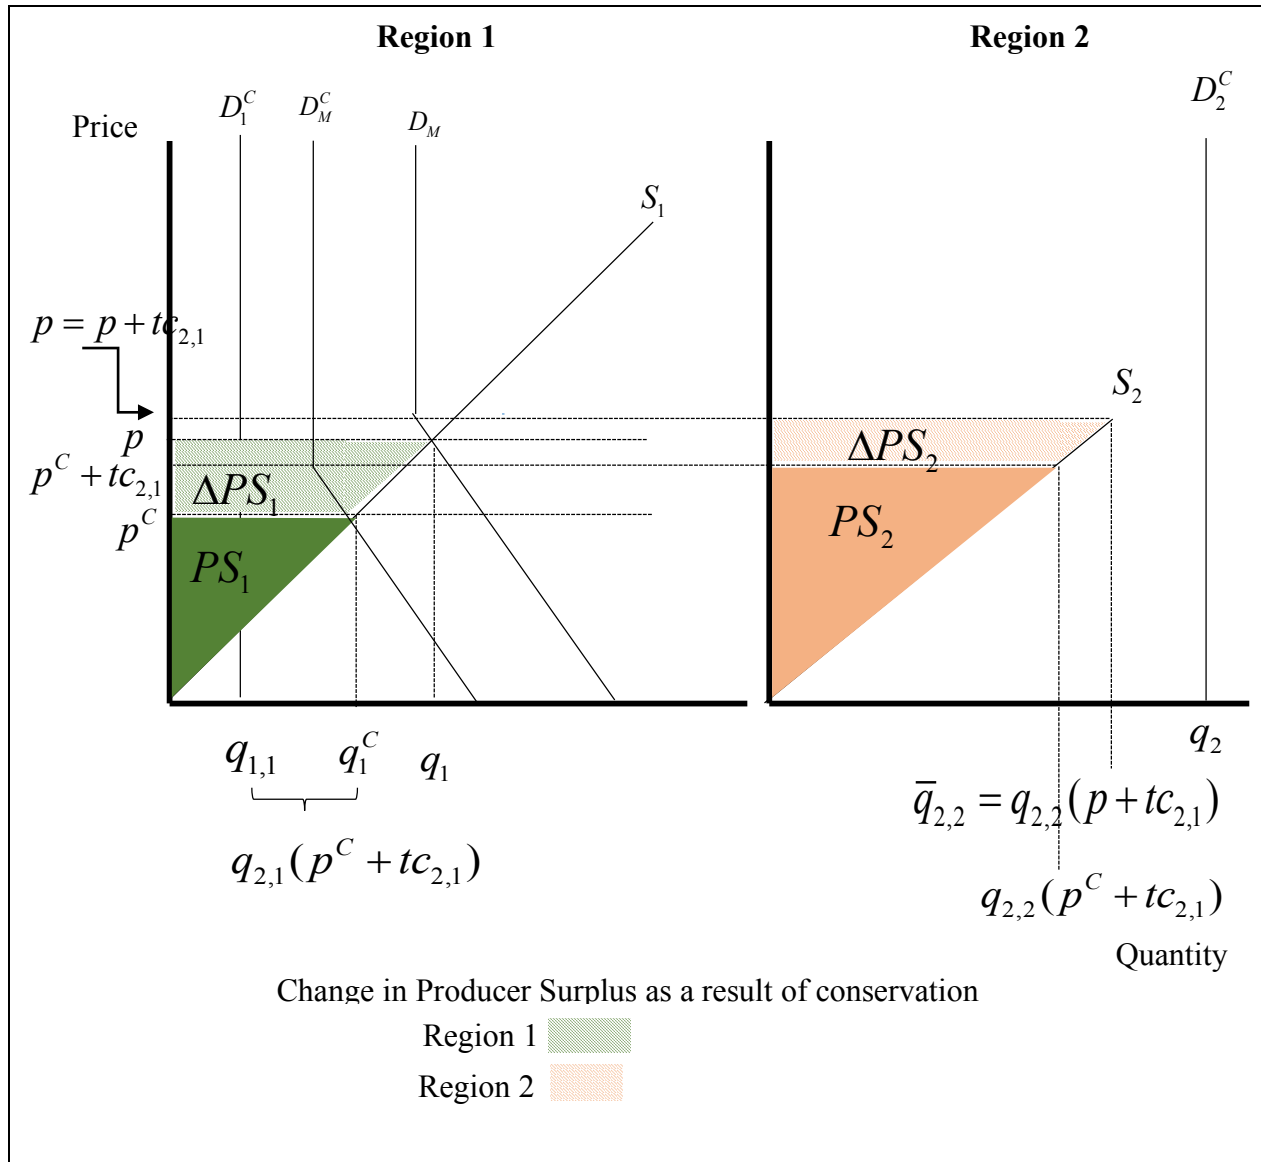 Region 1
Region 2
D_2^C
D_1^C
D_M^C
D_M
Price
S_1
p = p + tc_{2,1}
S_2
p
ΔPS_2
p^C + tc_{2,1}
ΔPS_1
p^C
PS_2
PS_1
q_{1,1}
q_1^C
q_1
q_2
q̅_{2,2} = q_{2,2}(p + tc_{2,1})
q_{2,1}(p^C + tc_{2,1})
q_{2,2}(p^C + tc_{2,1})
Quantity
Change in Producer Surplus as a result of conservation
Region 1
Region 2